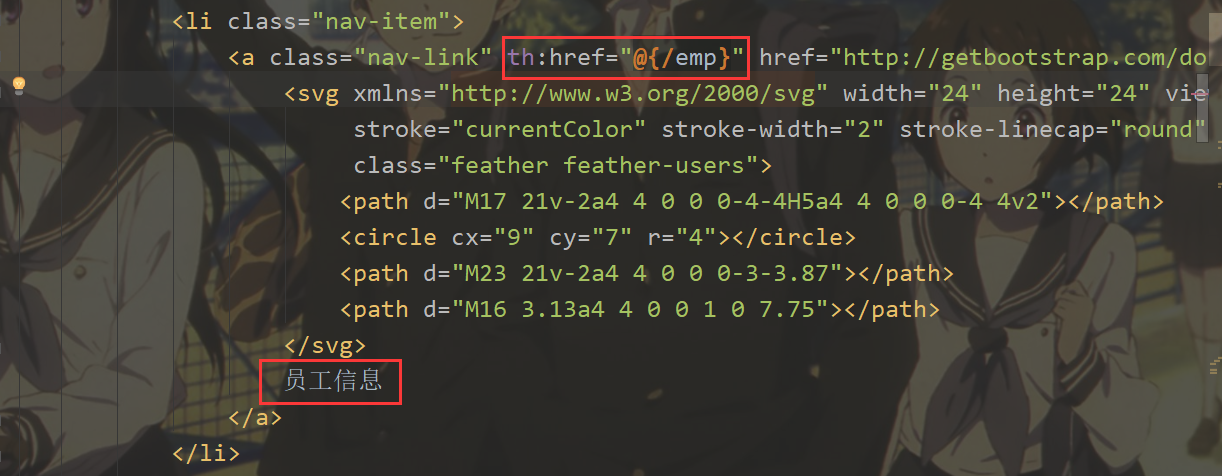 <li class="nav-item">
<a class="nav-link" th:href="@{/emp}" href="http://getbootstrap.com/do
<svg xmlns="http://www.w3.org/2000/svg" width="24" height="24" vie
stroke="currentColor" stroke-width="2" stroke-linecap="round"
class="feather feather-users">
<path d="M17 21v-2a4 4 0 0 0-4-4H5a4 4 0 0 0-4 4v2"></path>
<circle cx="9" cy="7" r="4"></circle>
<path d="M23 21v-2a4 4 0 0 0-3-3.87"></path>
<path d="M16 3.13a4 4 0 0 1 0 7.75"></path>
</svg>
员工信息
</a>
</li>